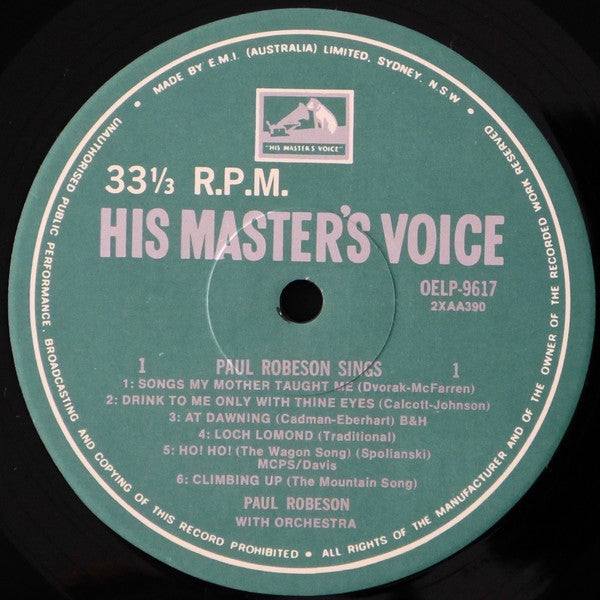 MADE BY E.M.I. (AUSTRALIA) LIMITED, SYDNEY, N.S.W. •
"HIS MASTER'S VOICE"
33⅓ R.P.M.
HIS MASTER'S VOICE
OELP-9617
2XAA390
1 PAUL ROBESON SINGS 1
1: SONGS MY MOTHER TAUGHT ME (Dvorak-McFarren)
2: DRINK TO ME ONLY WITH THINE EYES (Calcott-Johnson)
3: AT DAWNING (Cadman-Eberhart) B&H
4: LOCH LOMOND (Traditional)
5: HO! HO! (The Wagon Song) (Spolianski)
MCPS/Davis
6: CLIMBING UP (The Mountain Song)
PAUL ROBESON
WITH ORCHESTRA
UNAUTHORISED PUBLIC PERFORMANCE, BROADCASTING AND COPYING OF THIS RECORD PROHIBITED • ALL RIGHTS OF THE MANUFACTURER AND OF THE OWNER OF THE RECORDED WORK RESERVED